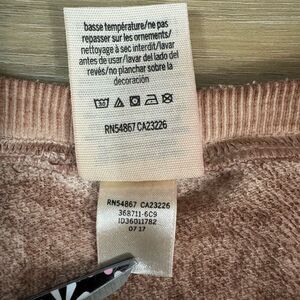 basse température/ne pas
repasser sur les ornements/
nettoyage à sec interdit/lavar
antes de usar/lavar del lado del
revés/no planchar sobre la
decoración
RN54867 CA23226
RN54867 CA23226
368711-6C9
ID36011782
07 17